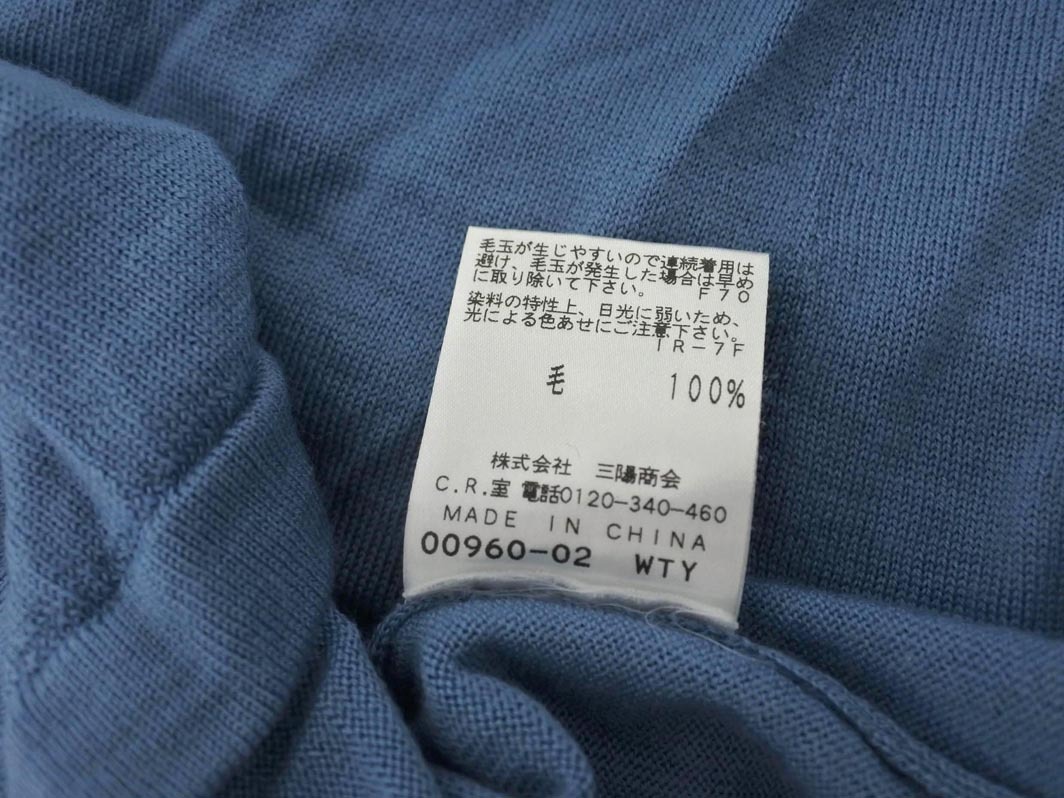 毛玉が生じやすいので連続着用は
避け、毛玉が発生した場合は早め
に取り除いて下さい。 F70
染料の特性上、日光に弱いため、
光による色あせにご注意下さい。
IR-7F
毛 100%
株式会社 三陽商会
C.R.室 電話0120-340-460
MADE IN CHINA
00960-02 WTY